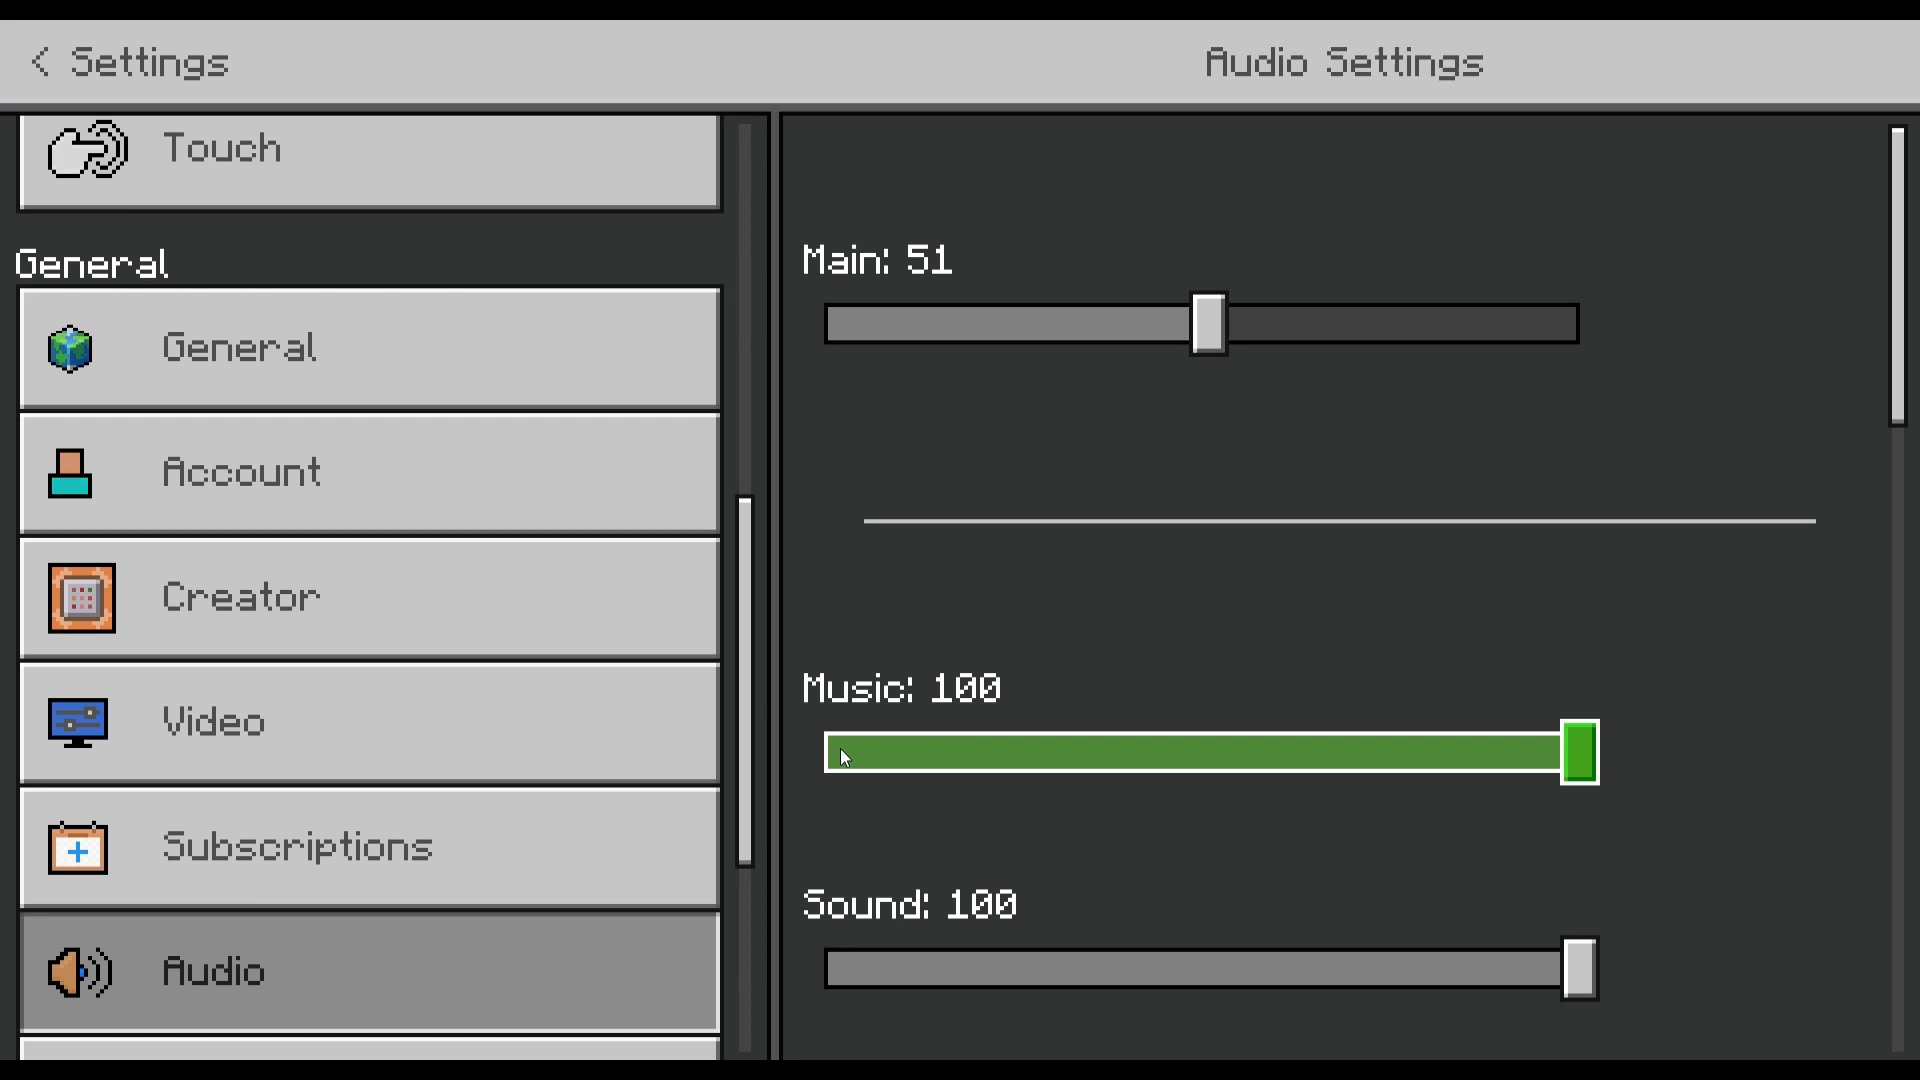 < Settings
Audio Settings
Touch
General
General
Account
Creator
Video
Subscriptions
Audio
Main: 51
Music: 100
Sound: 100